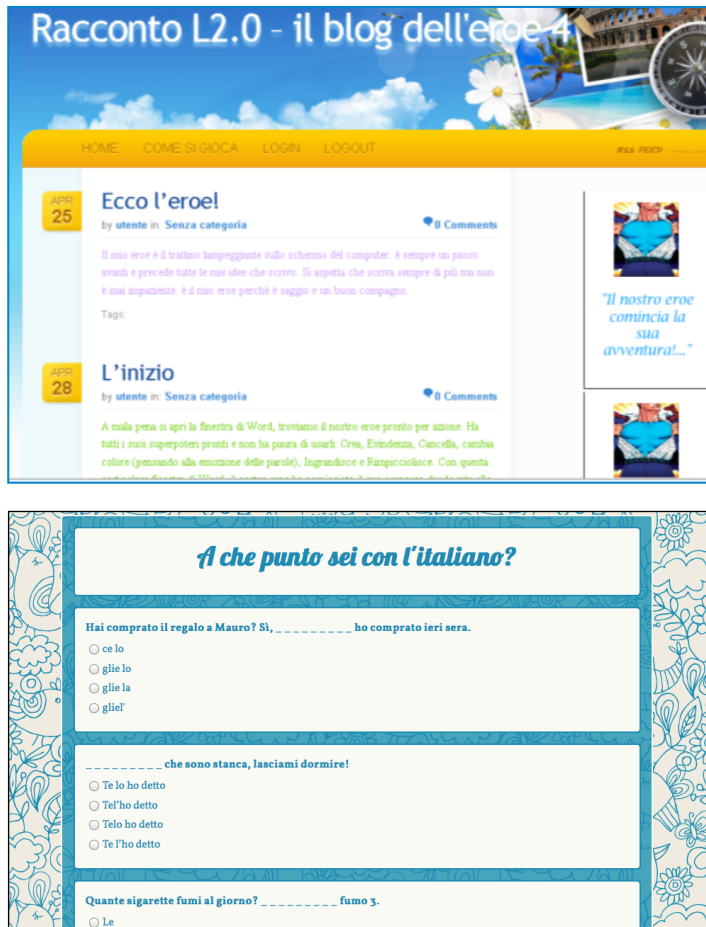 Racconto L2.0 - il blog dell'eroe 4
HOME COME SI GIOCA LOGIN LOGOUT
RSS FEED
APR
25
Ecco l'eroe!
by utente in: Senza categoria
0 Comments
Il mio eroe è il trattino lampeggiante sullo schermo del computer. è sempre un passo
avanti e precede tutte le mie idee che scrivo. Si aspetta che scriva sempre di più ma non
è mai impaziente. è il mio eroe perchè è saggio e un buon compagno.
Tags:
"Il nostro eroe
comincia la
sua
avventura!..."
APR
28
L'inizio
by utente in: Senza categoria
0 Comments
A mala pena si apri la finestra di Word, troviamo il nostro eroe pronto per azione. Ha
tutti i suoi superpoteri pronti e non ha paura di usarli: Crea, Evindenza, Cancella, cambia
colore (pensando alla emozione delle parole), Ingrandisce e Rimpicciolisce. Con questa
A che punto sei con l'italiano?
Hai comprato il regalo a Mauro? Sì, _ _ _ _ _ _ _ _ _ ho comprato ieri sera.
ce lo
glie lo
glie la
gliel'
_ _ _ _ _ _ _ _ _ che sono stanca, lasciami dormire!
Te lo ho detto
Tel'ho detto
Telo ho detto
Te l'ho detto
Quante sigarette fumi al giorno? _ _ _ _ _ _ _ _ _ fumo 3.
Le